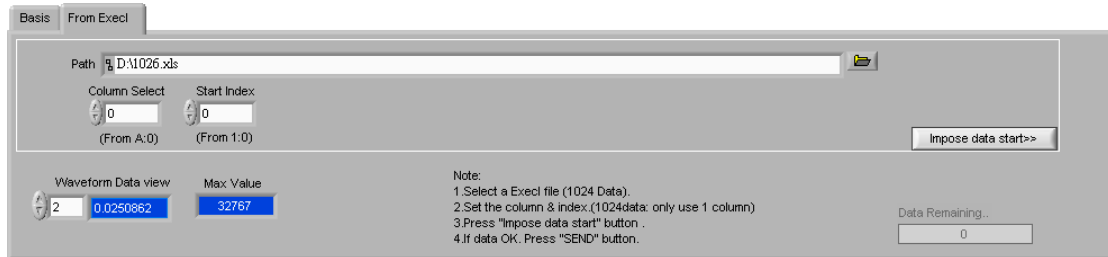 Basis From Execl
Path D:\1026.xls
Column Select Start Index
0 0
(From A:0) (From 1:0)
Impose data start>>
Waveform Data view Max Value
2 0.0250862 32767
Note:
1.Select a Execl file (1024 Data).
2.Set the column & index.(1024data: only use 1 column)
3.Press "Impose data start" button .
4.If data OK. Press "SEND" button.
Data Remaining..
0